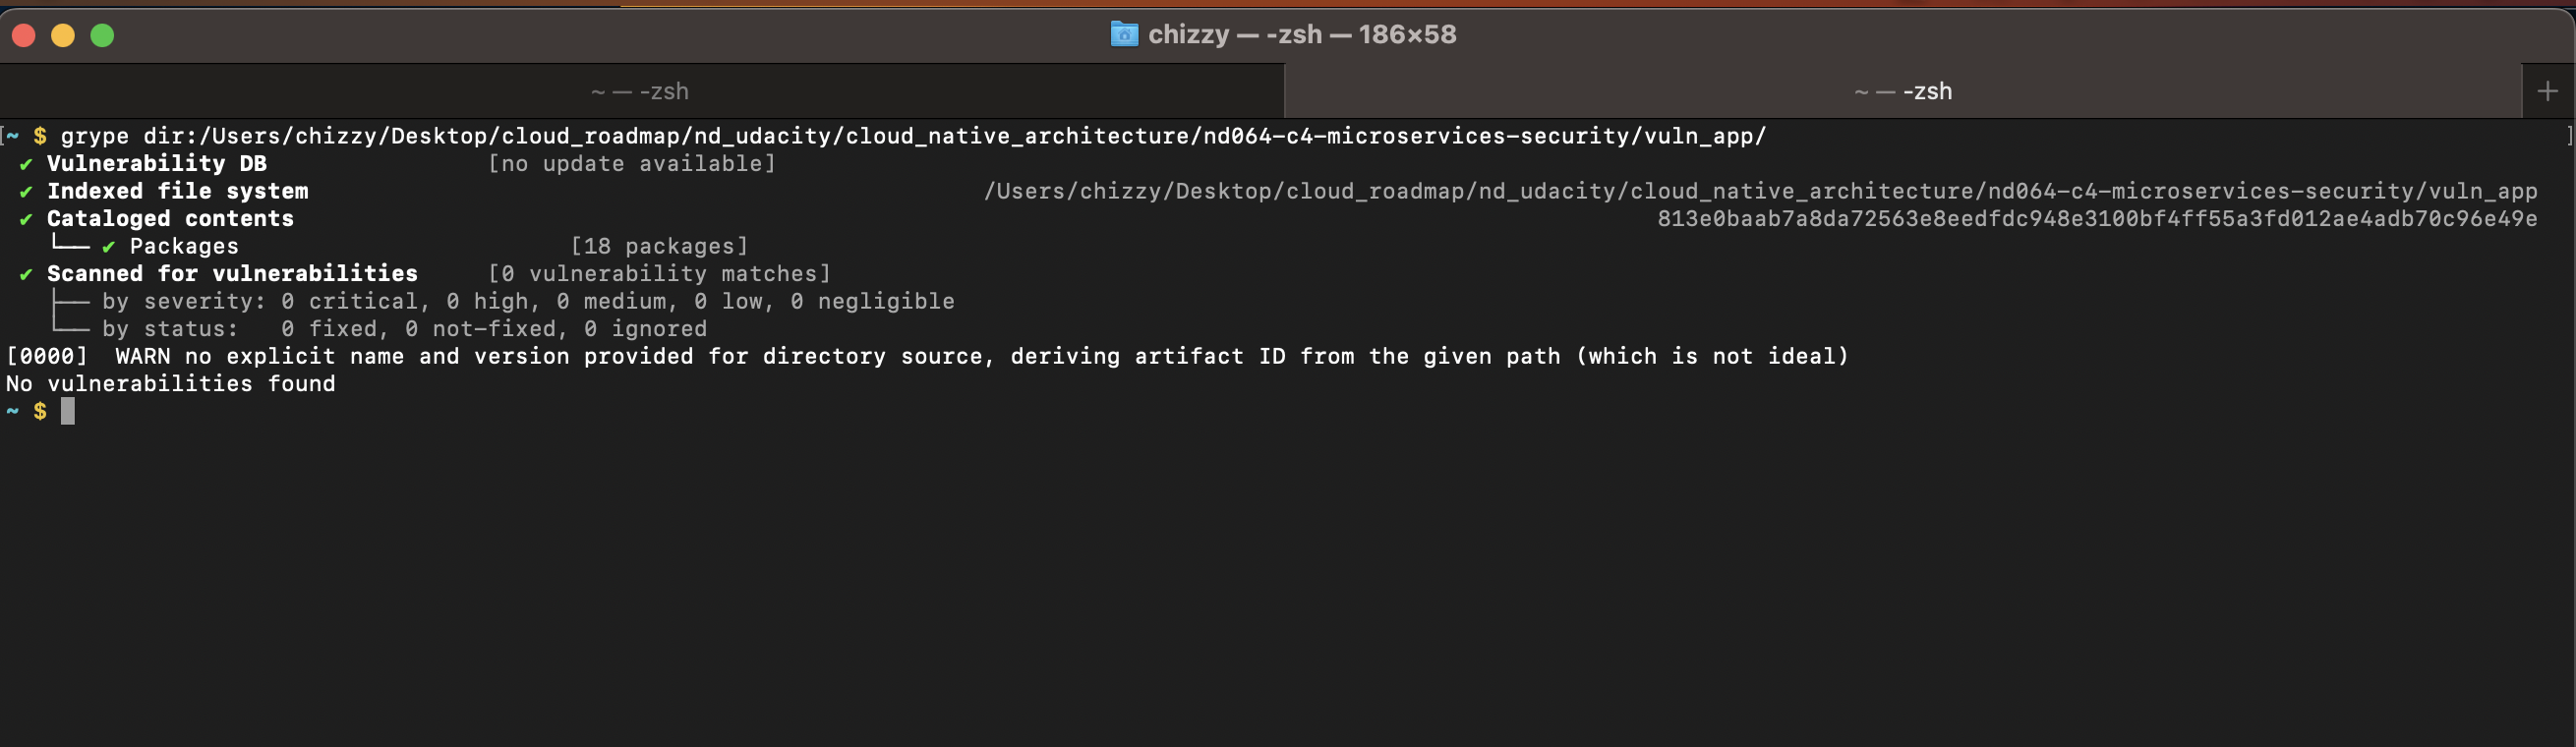 chizzy — -zsh — 186×58
~ — -zsh
~ — -zsh
+
[~ $ grype dir:/Users/chizzy/Desktop/cloud_roadmap/nd_udacity/cloud_native_architecture/nd064-c4-microservices-security/vuln_app/ ]
✔ Vulnerability DB [no update available]
✔ Indexed file system /Users/chizzy/Desktop/cloud_roadmap/nd_udacity/cloud_native_architecture/nd064-c4-microservices-security/vuln_app
✔ Cataloged contents 813e0baab7a8da72563e8eedfdc948e3100bf4ff55a3fd012ae4adb70c96e49e
└── ✔ Packages [18 packages]
✔ Scanned for vulnerabilities [0 vulnerability matches]
├── by severity: 0 critical, 0 high, 0 medium, 0 low, 0 negligible
└── by status: 0 fixed, 0 not-fixed, 0 ignored
[0000] WARN no explicit name and version provided for directory source, deriving artifact ID from the given path (which is not ideal)
No vulnerabilities found
~ $